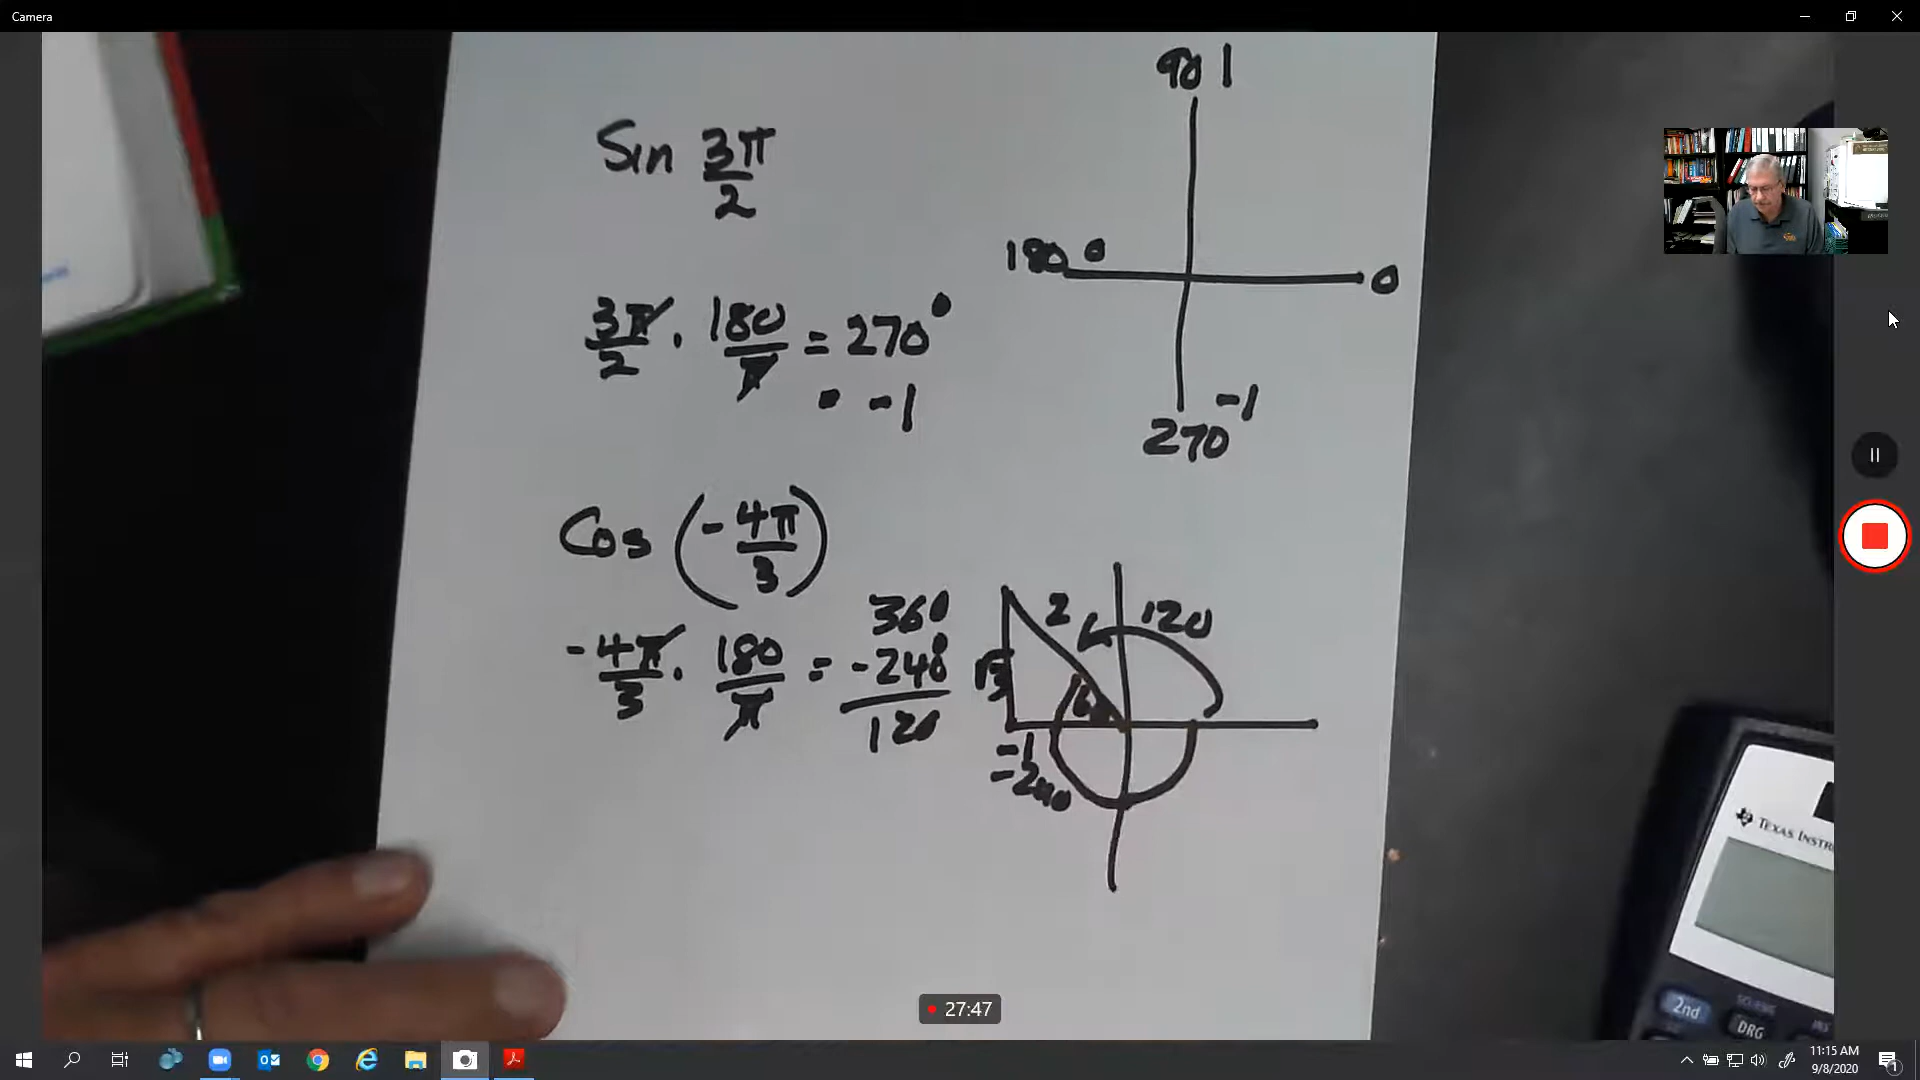 Camera
90 1
Sin 3π/2
180 0
0
3π/2 · 180/π = 270°
= -1
-1
270
Cos (-4π/3)
360
-4π/3 · 180/π = -240°
120
2
120
√3
-1
-240
TEXAS INSTR
2nd
DRG
27:47
11:15 AM
9/8/2020
1